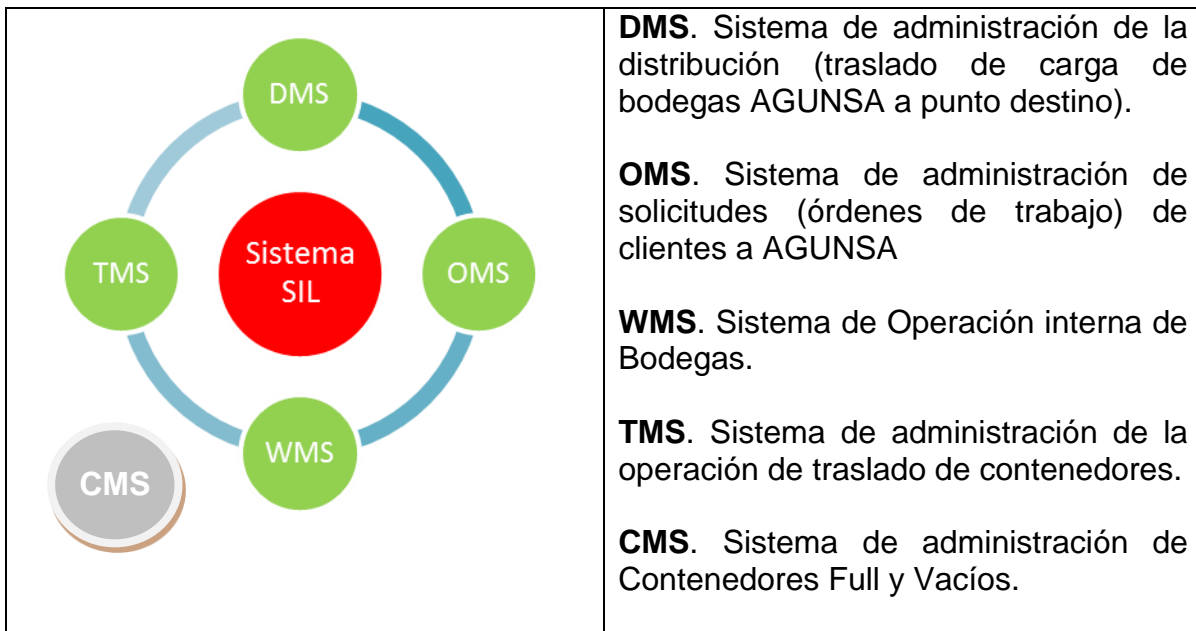 DMS
TMS
Sistema
SIL
OMS
WMS
CMS
DMS. Sistema de administración de la
distribución (traslado de carga de
bodegas AGUNSA a punto destino).
OMS. Sistema de administración de
solicitudes (órdenes de trabajo) de
clientes a AGUNSA
WMS. Sistema de Operación interna de
Bodegas.
TMS. Sistema de administración de la
operación de traslado de contenedores.
CMS. Sistema de administración de
Contenedores Full y Vacíos.